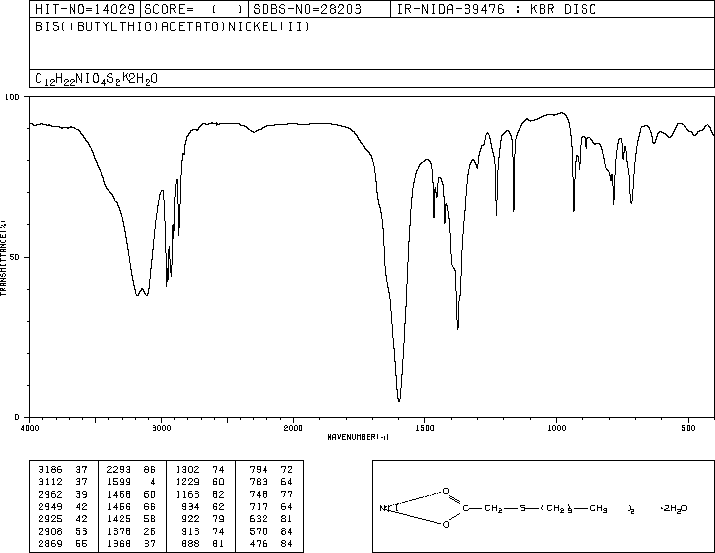 HIT-NO=14029 SCORE= ( ) SDBS-NO=28203 IR-NIDA-39476 : KBR DISC
BIS((BUTYLTHIO)ACETATO)NICKEL(II)
C12H22NIO4S2K2H2O
100
50
0
TRANSMITTANCE(%)
4000 3000 2000 1500 1000 500
WAVENUMBER(-1)
3186 37 2293 86 1302 74 794 72
3112 37 1599 4 1229 60 783 64
2962 39 1468 60 1163 62 748 77
2949 42 1456 66 934 62 717 64
2925 42 1425 58 922 79 632 81
2908 53 1378 26 913 74 570 84
2869 55 1368 37 888 81 476 84
O
Ni C—CH2—S—(CH2)3—CH3 )2 ·2H2O
O